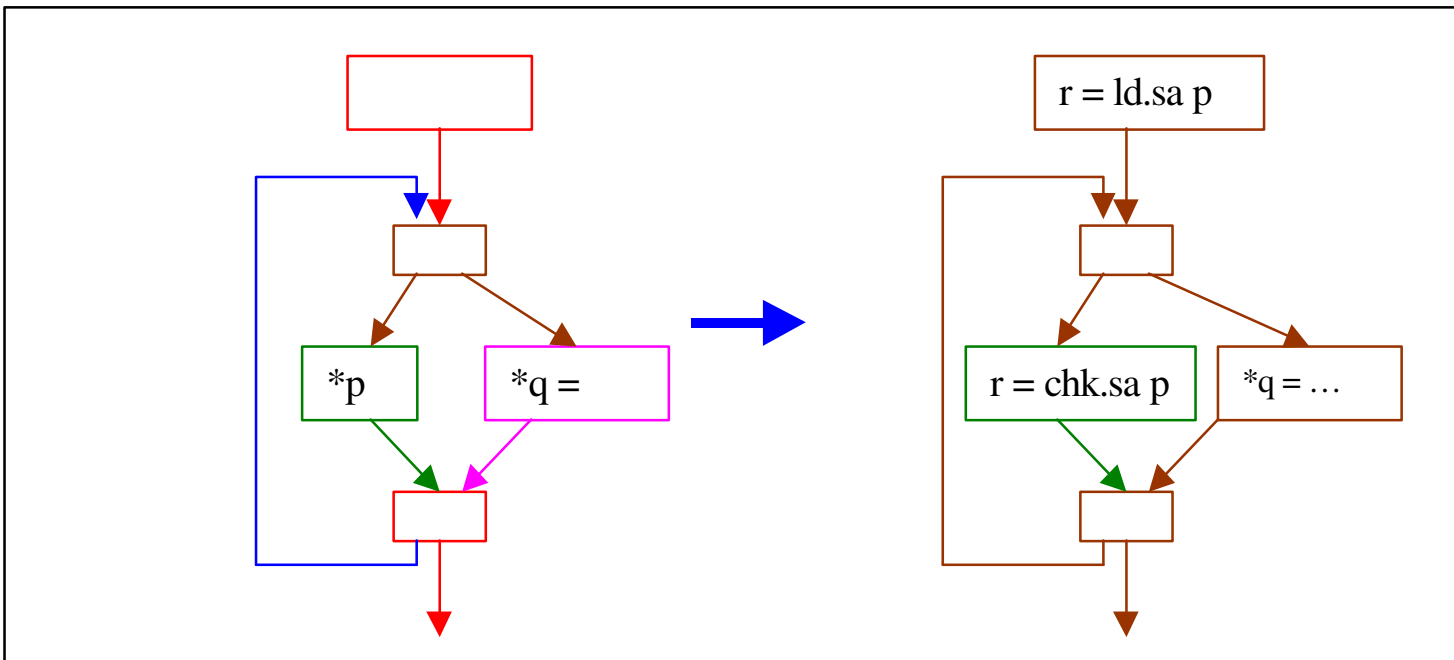 r = ld.sa p
*p
*q =
r = chk.sa p
*q = …